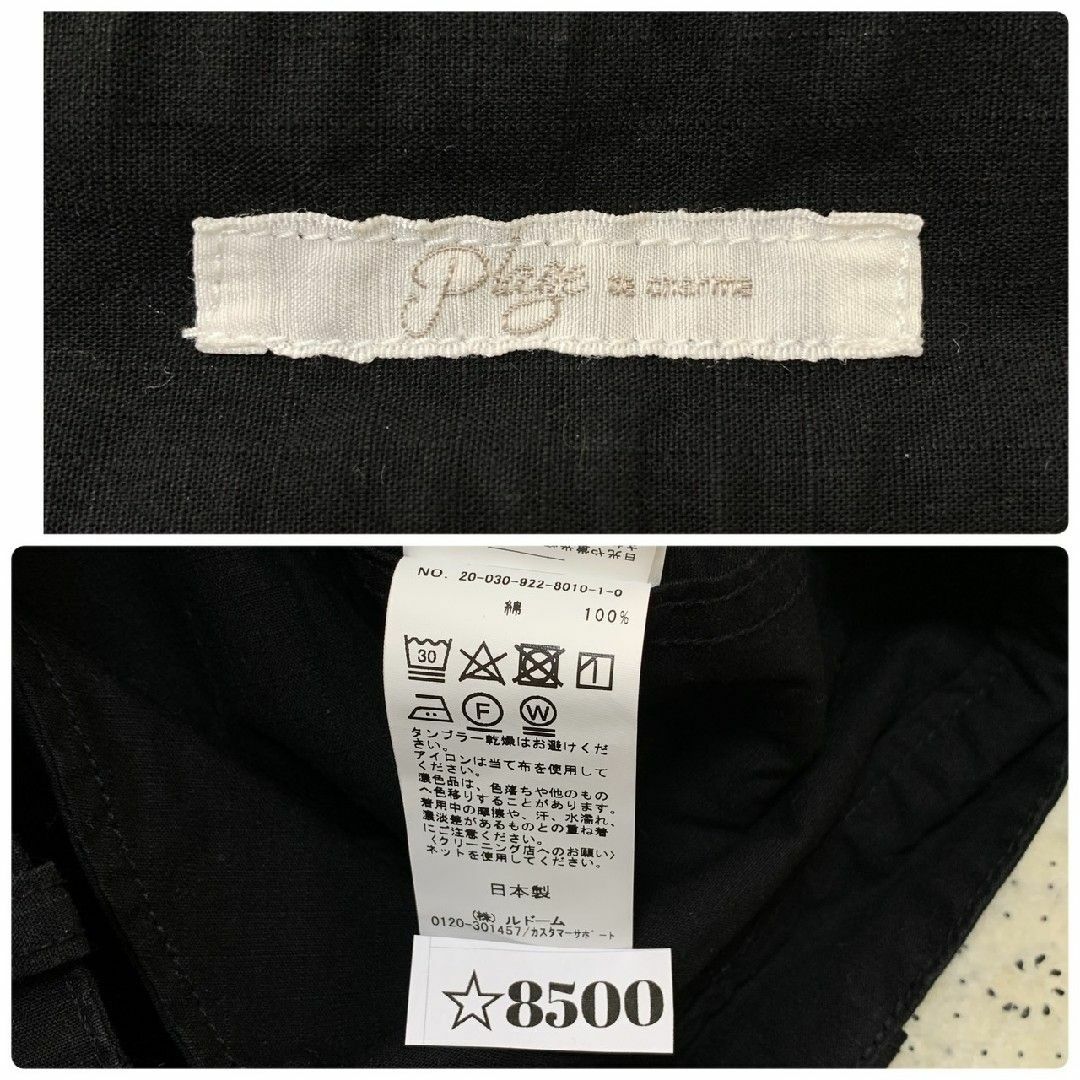 Plage de charme
日光や蛍光
NO. 20-030-922-8010-1-0
綿 100%
30
F W
タンブラー乾燥はお避けくだ
さい。
アイロンは当て布を使用して
ください。
濃色品は、色落ちや他のもの
へ色移りすることがあります。
着用中の摩擦や、汗、水濡れ、
濃淡差があるものとの重ね着
にご注意ください。
〈クリーニング店へのお願い〉
ネットを使用してください。
日本製
(株) ルドーム
0120-301457/カスタマーサポート
☆8500